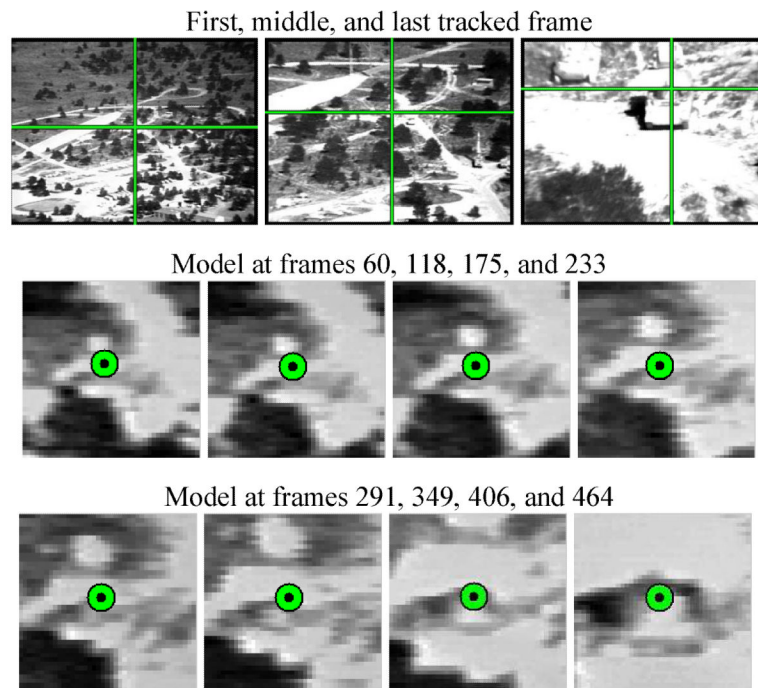 First, middle, and last tracked frame
Model at frames 60, 118, 175, and 233
Model at frames 291, 349, 406, and 464